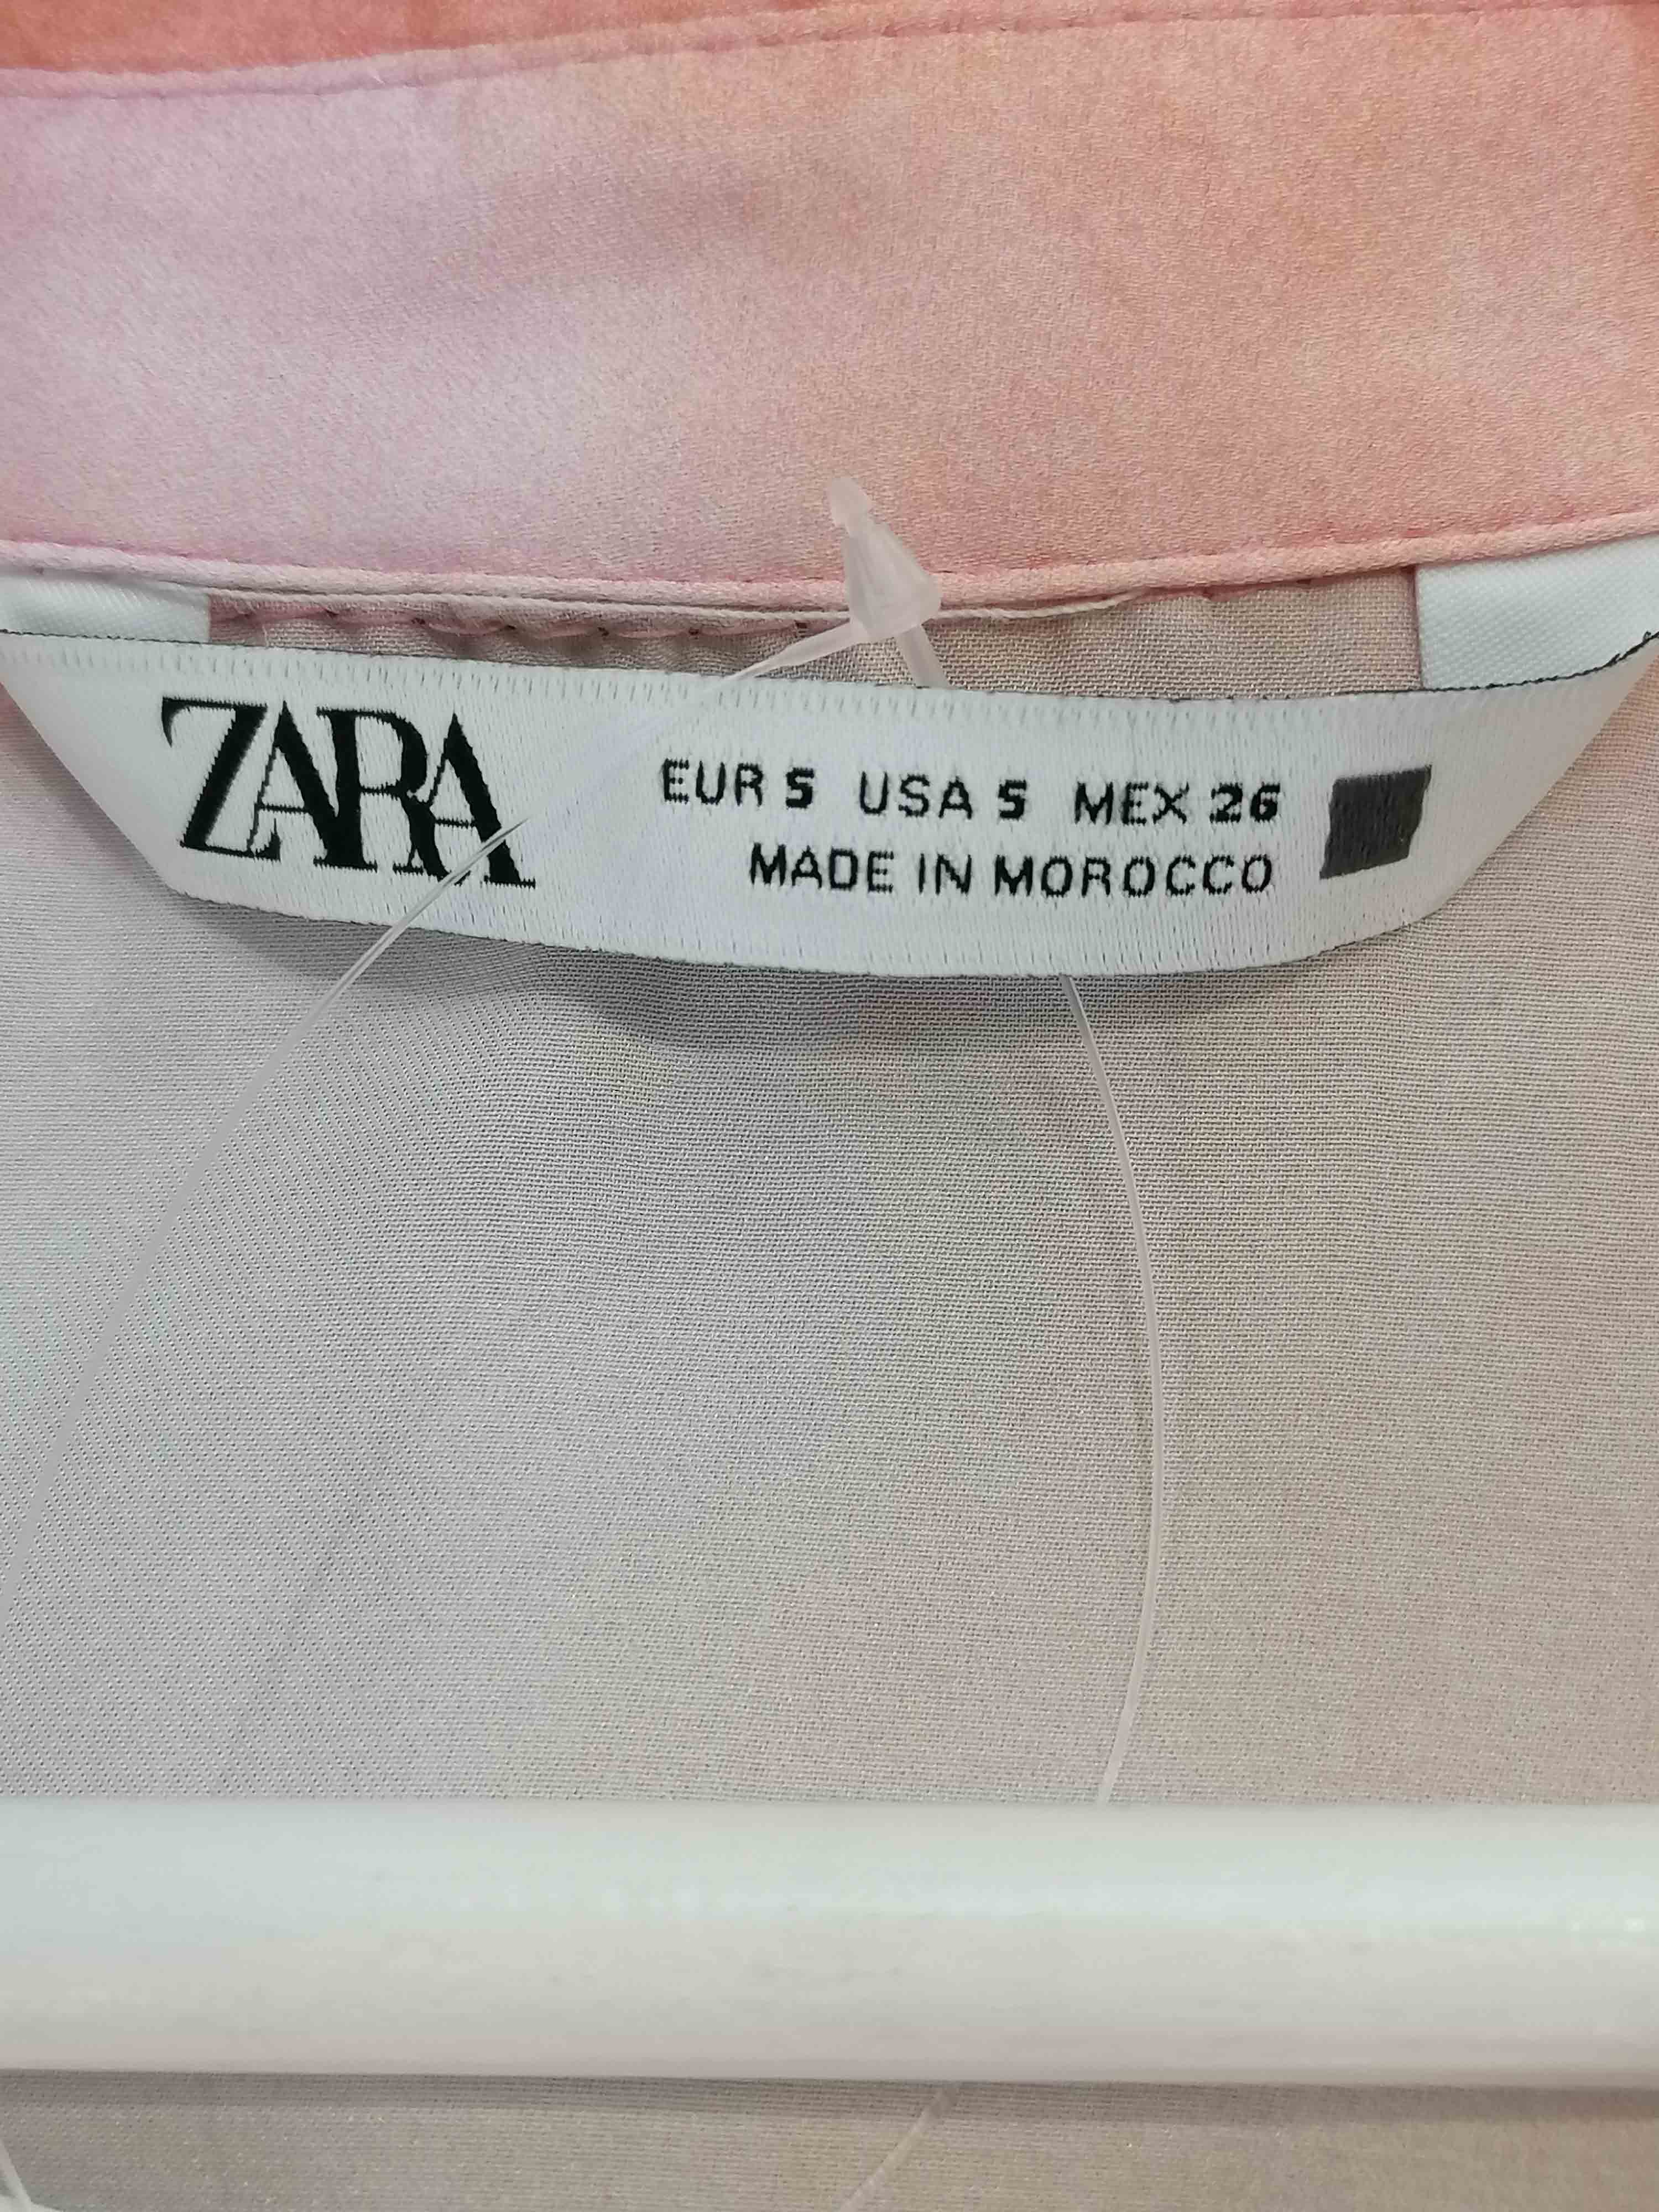 ZARA
EUR S USA S MEX 26
MADE IN MOROCCO